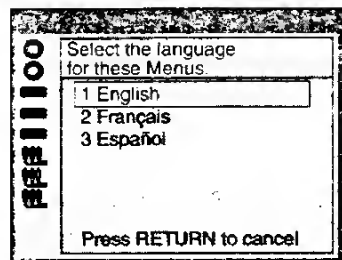 Select the language
for these Menus.
1 English
2 Français
3 Español
Press RETURN to cancel